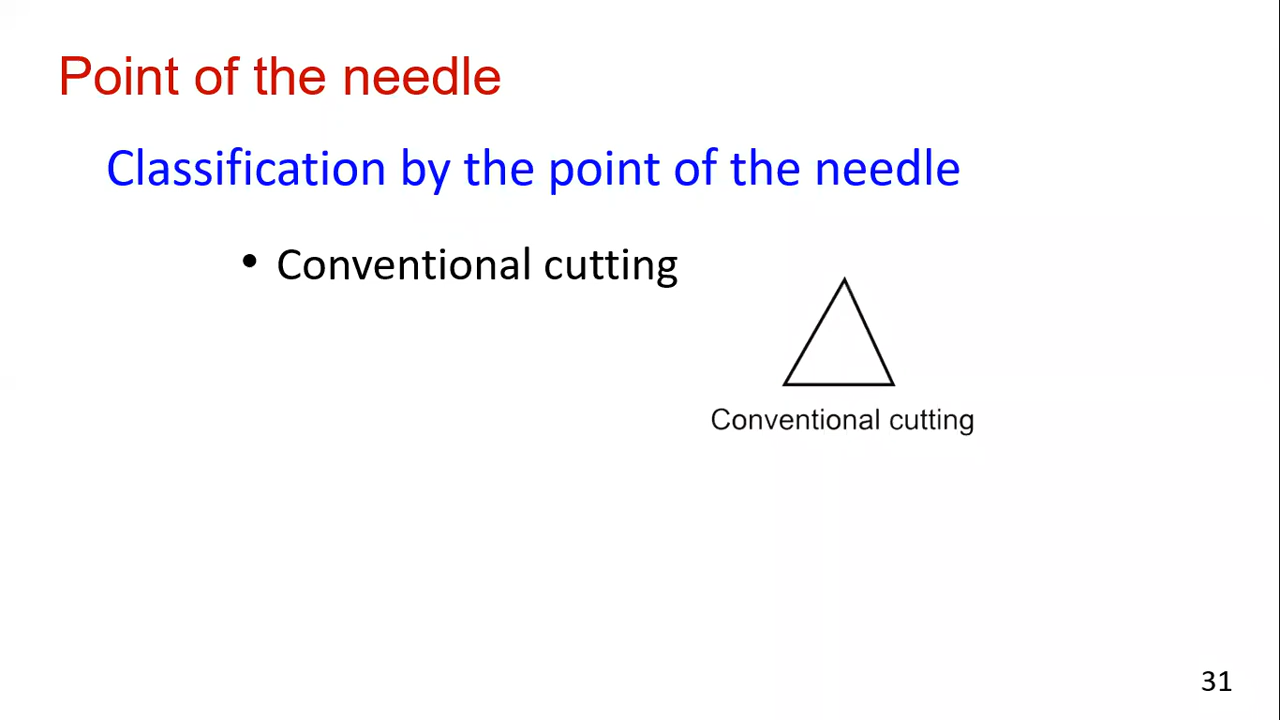 Point of the needle
Classification by the point of the needle
• Conventional cutting
Conventional cutting
31